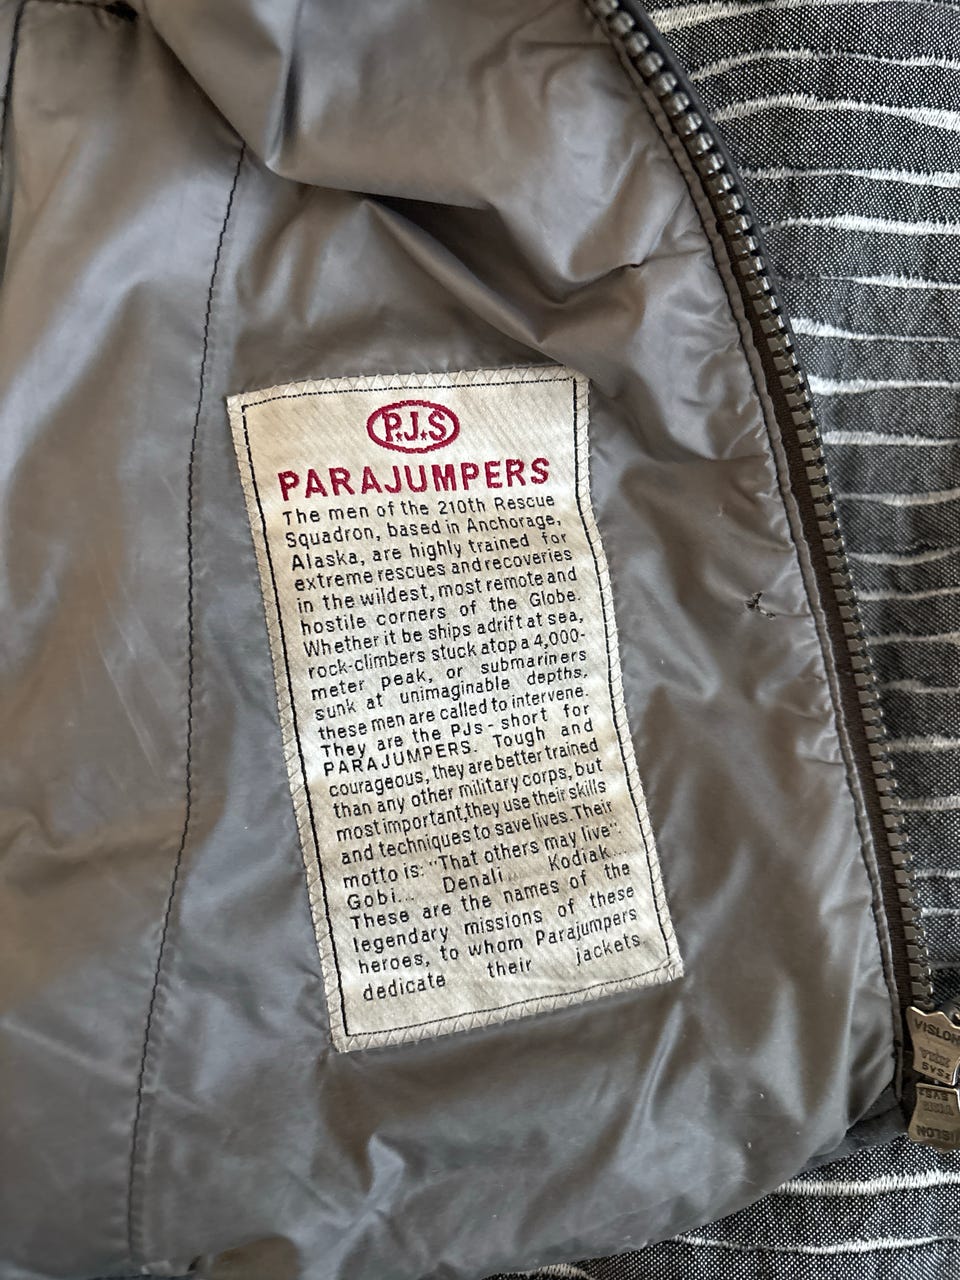 P.J.S
PARAJUMPERS
The men of the 210th Rescue
Squadron, based in Anchorage,
Alaska, are highly trained for
extreme rescues and recoveries
in the wildest, most remote and
hostile corners of the Globe.
Whether it be ships adrift at sea,
rock-climbers stuck atop a 4,000-
meter peak, or submariners
sunk at unimaginable depths,
these men are called to intervene.
They are the PJs - short for
PARAJUMPERS. Tough and
courageous, they are better trained
than any other military corps, but
most important, they use their skills
and techniques to save lives. Their
motto is: "That others may live":
Gobi... Denali... Kodiak...
These are the names of the
legendary missions of these
heroes, to whom Parajumpers
dedicate their jackets.
VISLON
VISLON